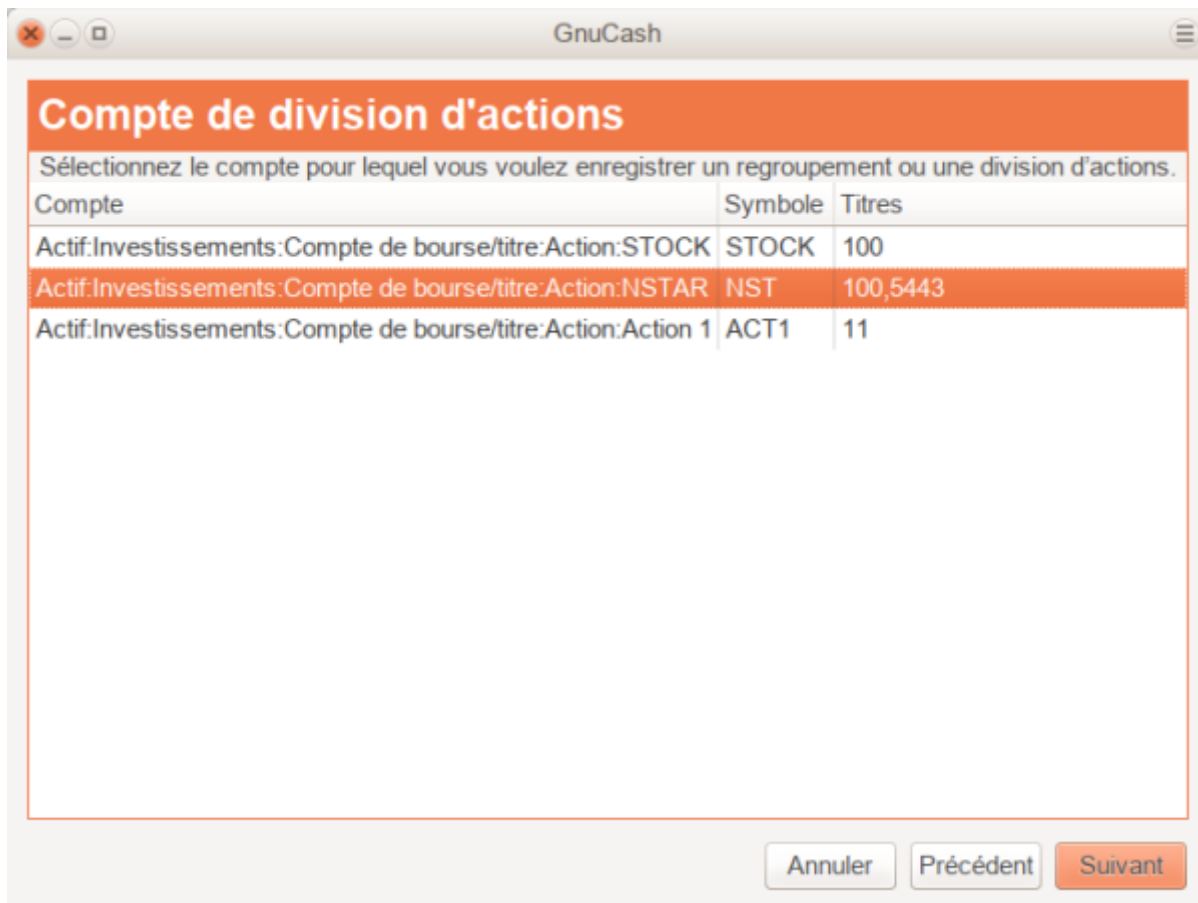 GnuCash
Compte de division d'actions
Sélectionnez le compte pour lequel vous voulez enregistrer un regroupement ou une division d’actions.
Compte Symbole Titres
Actif:Investissements:Compte de bourse/titre:Action:STOCK STOCK 100
Actif:Investissements:Compte de bourse/titre:Action:NSTAR NST 100,5443
Actif:Investissements:Compte de bourse/titre:Action:Action 1 ACT1 11
Annuler Précédent Suivant